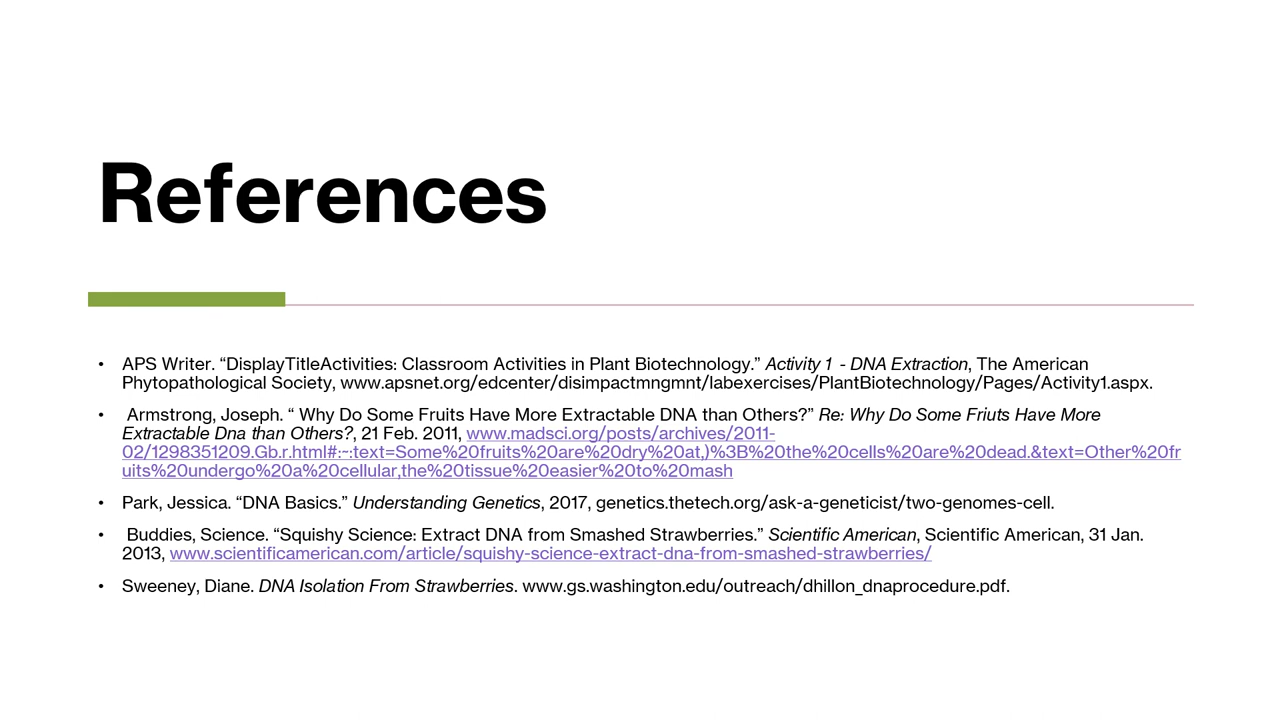 References
• APS Writer. “DisplayTitleActivities: Classroom Activities in Plant Biotechnology.” Activity 1 - DNA Extraction, The American
Phytopathological Society, www.apsnet.org/edcenter/disimpactmngmnt/labexercises/PlantBiotechnology/Pages/Activity1.aspx.
• Armstrong, Joseph. “ Why Do Some Fruits Have More Extractable DNA than Others?” Re: Why Do Some Friuts Have More
Extractable Dna than Others?, 21 Feb. 2011, www.madsci.org/posts/archives/2011-
02/1298351209.Gb.r.html#:~:text=Some%20fruits%20are%20dry%20at,)%3B%20the%20cells%20are%20dead.&text=Other%20fr
uits%20undergo%20a%20cellular,the%20tissue%20easier%20to%20mash
• Park, Jessica. “DNA Basics.” Understanding Genetics, 2017, genetics.thetech.org/ask-a-geneticist/two-genomes-cell.
• Buddies, Science. “Squishy Science: Extract DNA from Smashed Strawberries.” Scientific American, Scientific American, 31 Jan.
2013, www.scientificamerican.com/article/squishy-science-extract-dna-from-smashed-strawberries/
• Sweeney, Diane. DNA Isolation From Strawberries. www.gs.washington.edu/outreach/dhillon_dnaprocedure.pdf.